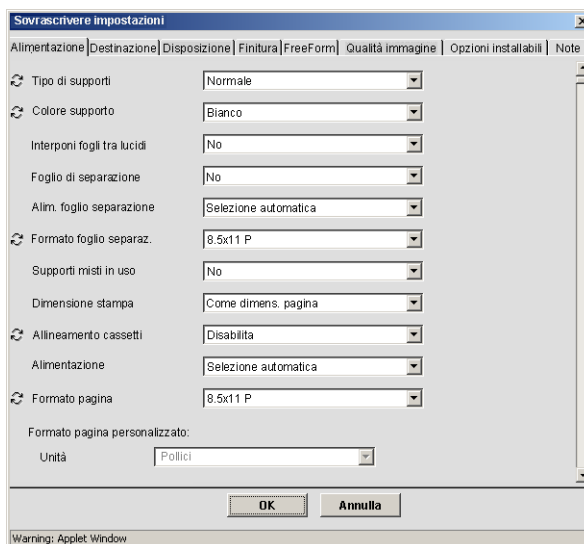 Sovrascrivere impostazioni
Alimentazione Destinazione Disposizione Finitura FreeForm Qualità immagine Opzioni installabili Note
Tipo di supporti Normale
Colore supporto Bianco
Interponi fogli tra lucidi No
Foglio di separazione No
Alim. foglio separazione Selezione automatica
Formato foglio separaz. 8.5x11 P
Supporti misti in uso No
Dimensione stampa Come dimens. pagina
Allineamento cassetti Disabilita
Alimentazione Selezione automatica
Formato pagina 8.5x11 P
Formato pagina personalizzato:
Unità Pollici
OK Annulla
Warning: Applet Window